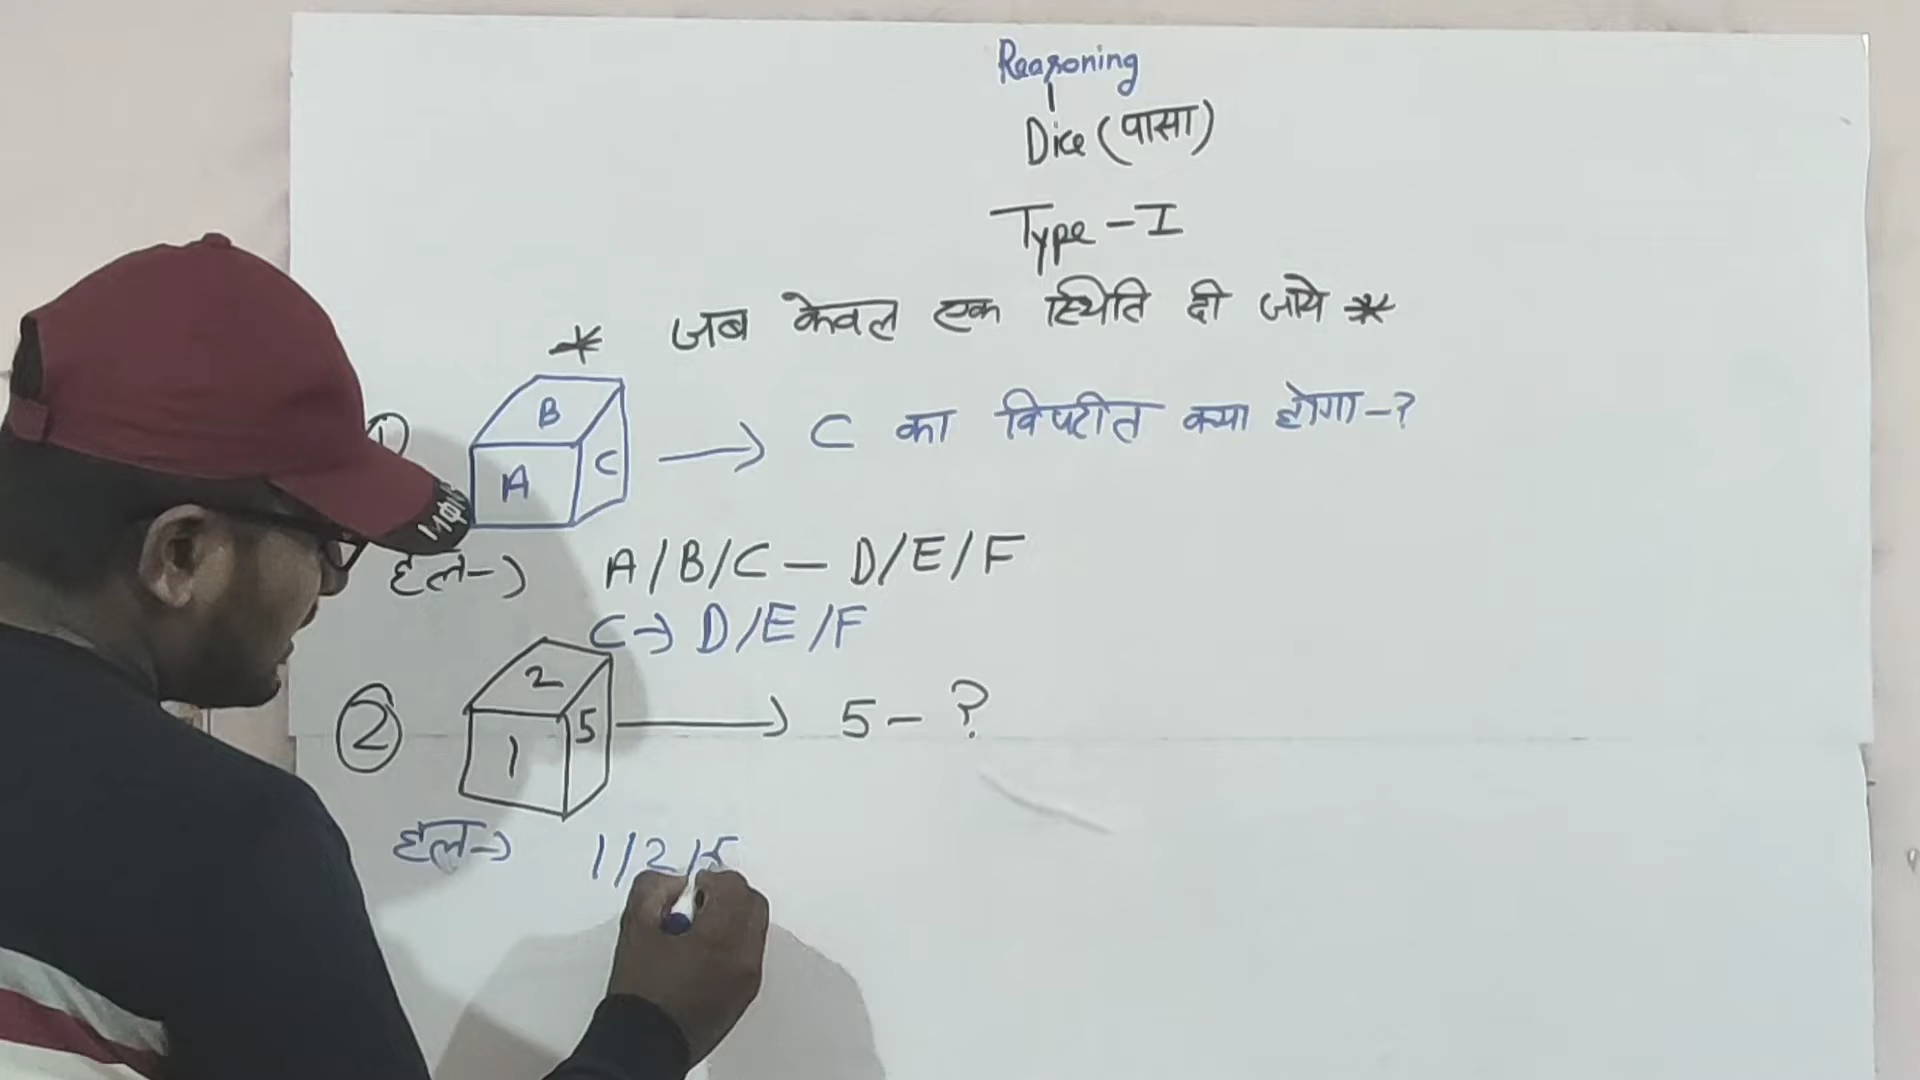 Reasoning
Dice (पासा)
Type - I
* जब केवल एक स्थिति दी जाये *
① B A C → C का विपरीत क्या होगा-?
हल-> A/B/C - D/E/F
C → D/E/F
② 2 1 5 → 5 - ?
हल-> 1/2/5